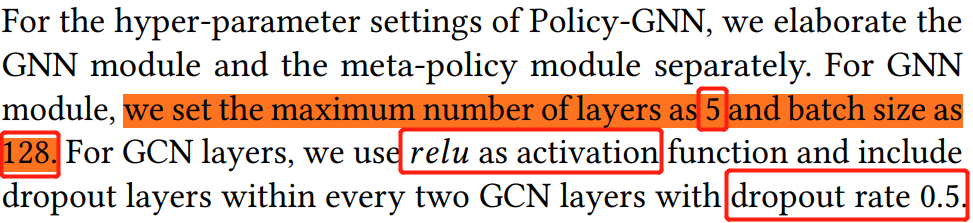 For the hyper-parameter settings of Policy-GNN, we elaborate the
GNN module and the meta-policy module separately. For GNN
module, we set the maximum number of layers as 5 and batch size as
128. For GCN layers, we use relu as activation function and include
dropout layers within every two GCN layers with dropout rate 0.5.